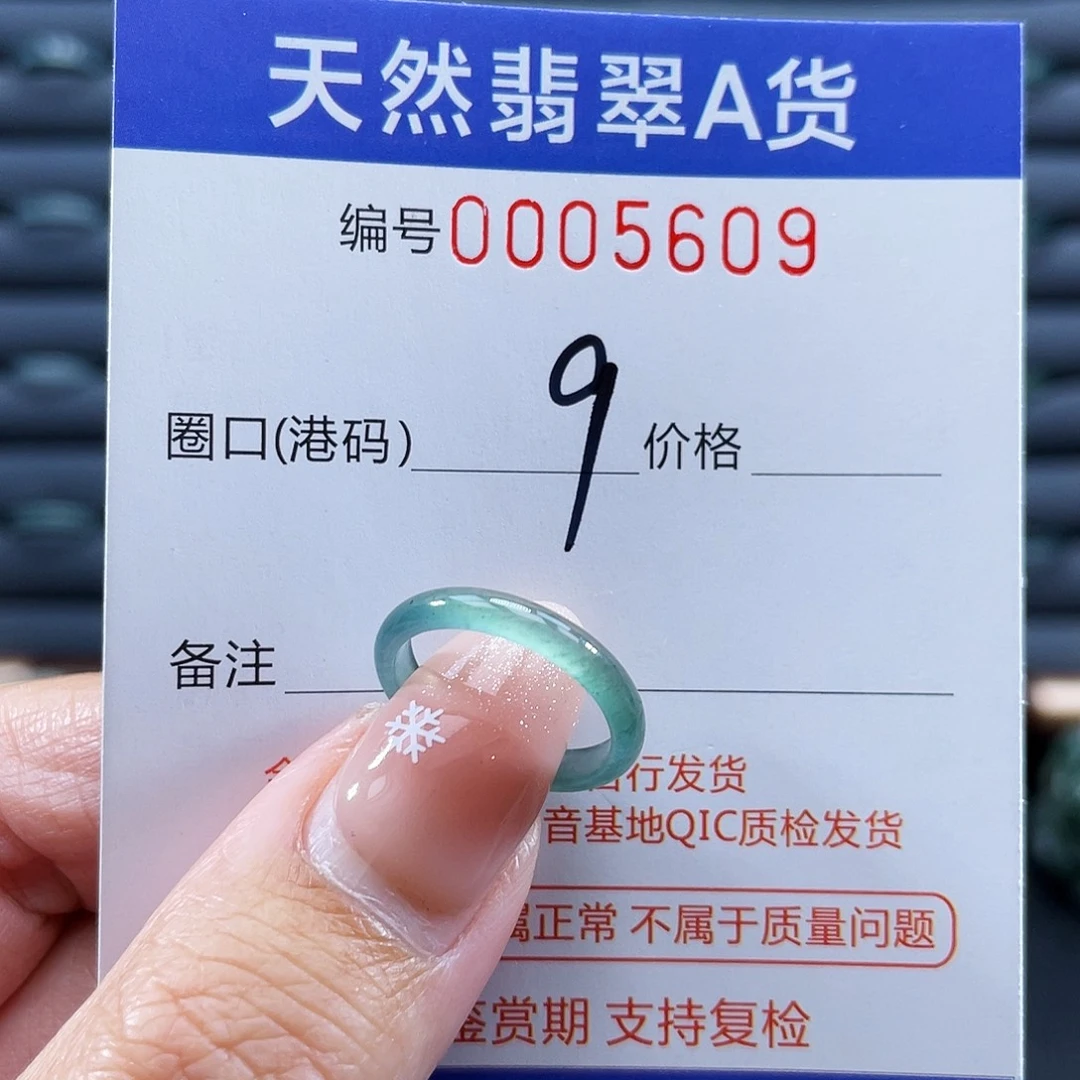 天然翡翠A货
编号0005609
圈口(港码) 9 价格
备注
行发货
音基地QIC质检发货
属正常 不属于质量问题
鉴赏期 支持复检